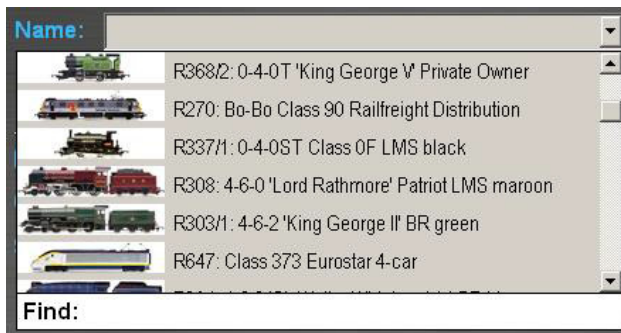 Name:
R368/2: 0-4-0T 'King George V' Private Owner
R270: Bo-Bo Class 90 Railfreight Distribution
R337/1: 0-4-0ST Class 0F LMS black
R308: 4-6-0 'Lord Rathmore' Patriot LMS maroon
R303/1: 4-6-2 'King George II' BR green
R647: Class 373 Eurostar 4-car
Find: